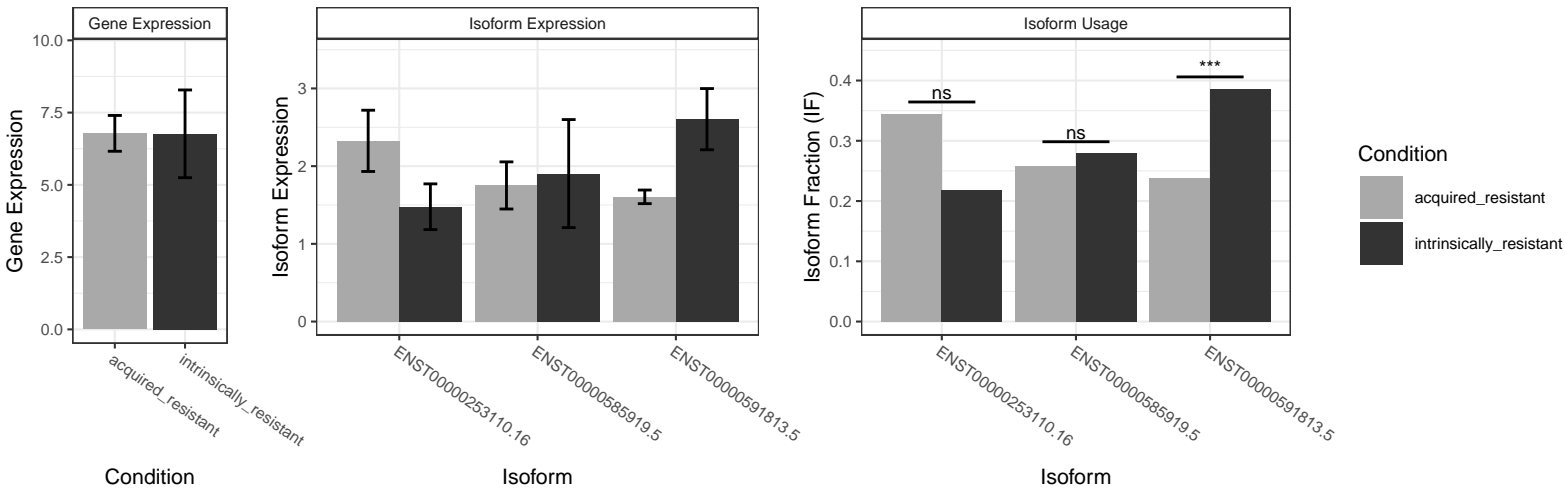 Gene Expression
Isoform Expression
Isoform Usage
Gene Expression
10.0
7.5
5.0
2.5
0.0
acquired_resistant
intrinsically_resistant
Condition
Isoform Expression
3
2
1
0
ENST00000253110.16
ENST00000585919.5
ENST00000591813.5
Isoform
Isoform Fraction (IF)
0.4
0.3
0.2
0.1
0.0
ns
ns
***
ENST00000253110.16
ENST00000585919.5
ENST00000591813.5
Isoform
Condition
acquired_resistant
intrinsically_resistant